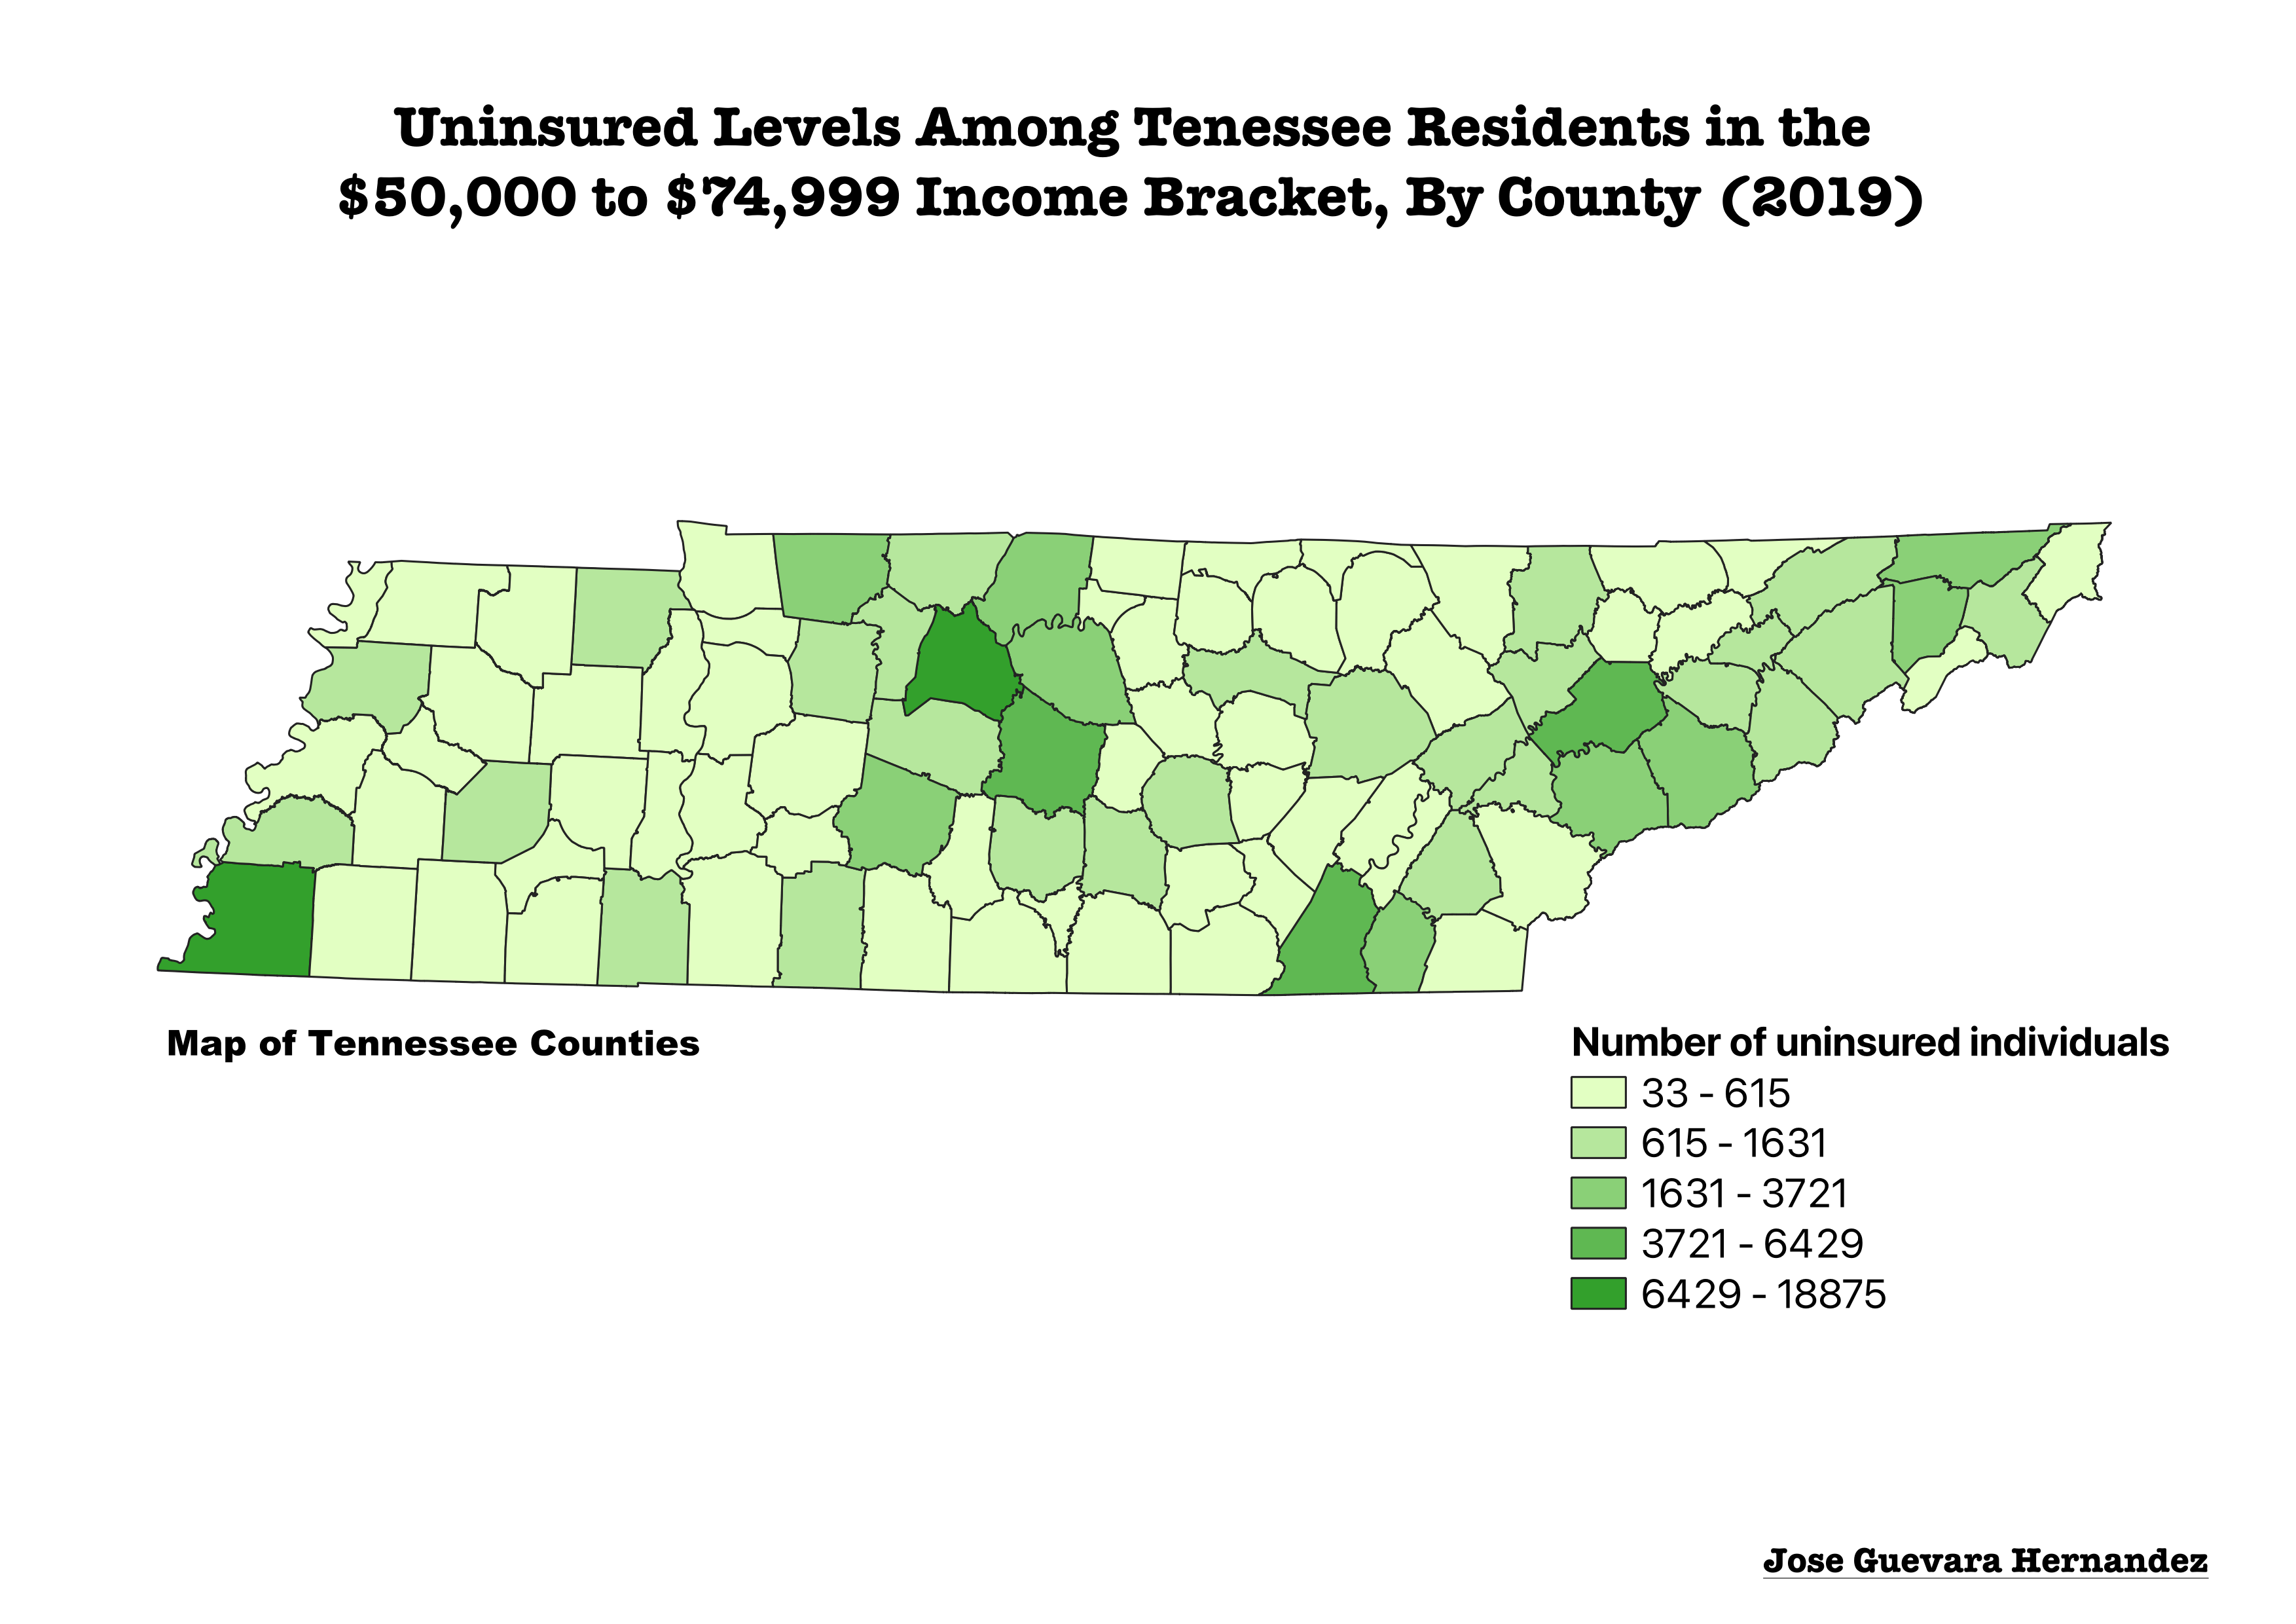 Uninsured Levels Among Tenessee Residents in the
$50,000 to $74,999 Income Bracket, By County (2019)
Map of Tennessee Counties
Number of uninsured individuals
33 - 615
615 - 1631
1631 - 3721
3721 - 6429
6429 - 18875
Jose Guevara Hernandez